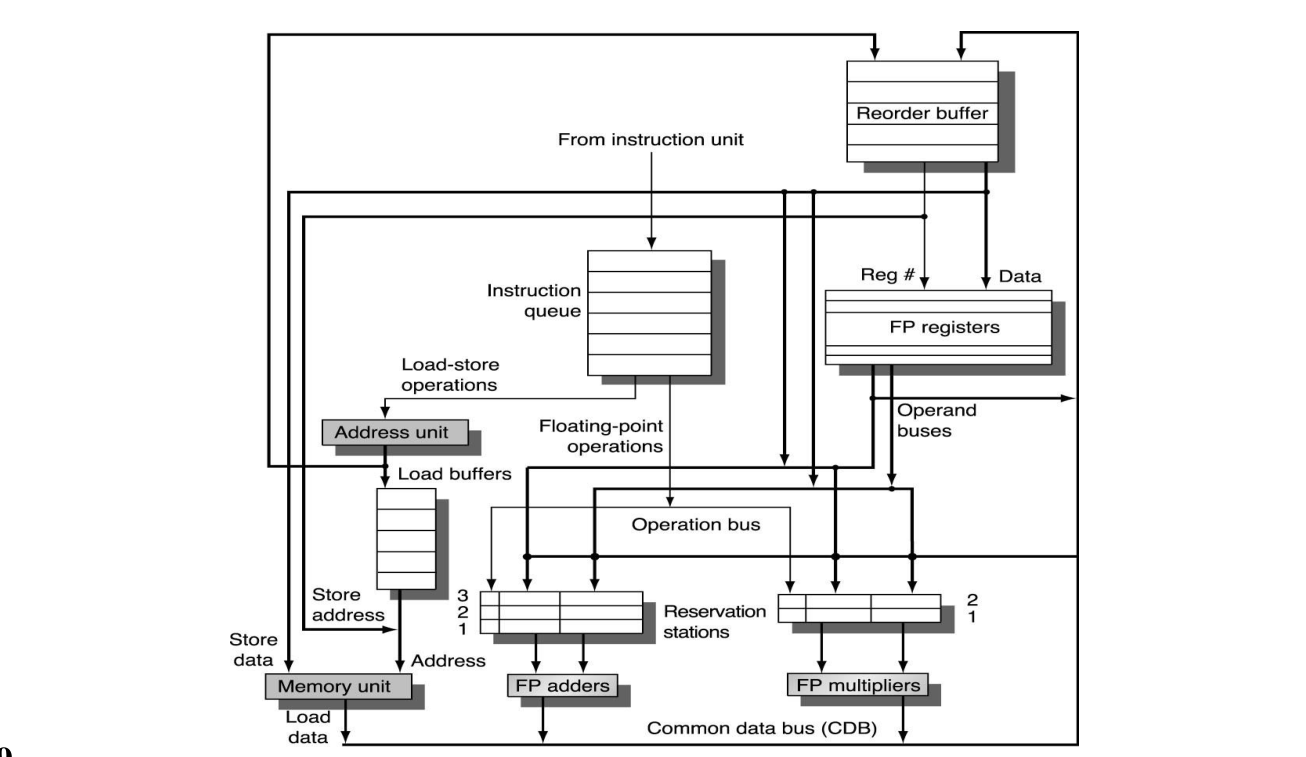 Reorder buffer
From instruction unit
Reg #
Data
Instruction
queue
FP registers
Load-store
operations
Operand
buses
Address unit
Floating-point
operations
Load buffers
Operation bus
Store
address
3
2
1
Reservation
stations
2
1
Store
data
Address
Memory unit
FP adders
FP multipliers
Load
data
Common data bus (CDB)